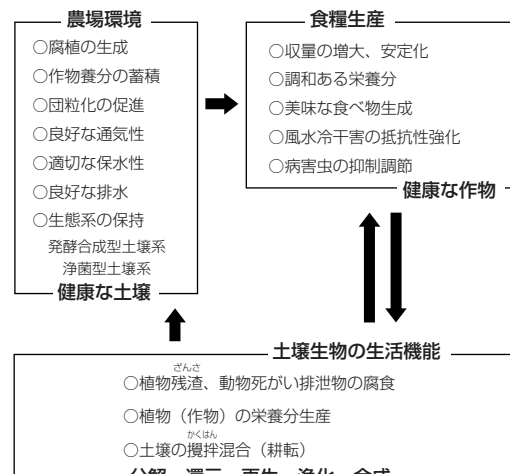 農場環境
○腐植の生成
○作物養分の蓄積
○団粒化の促進
○良好な通気性
○適切な保水性
○良好な排水
○生態系の保持
発酵合成型土壌系
浄菌型土壌系
健康な土壌
食糧生産
○収量の増大、安定化
○調和ある栄養分
○美味な食べ物生成
○風水冷干害の抵抗性強化
○病害虫の抑制調節
健康な作物
土壌生物の生活機能
ざんさ
○植物残渣、動物死がい排泄物の腐食
○植物（作物）の栄養分生産
かくはん
○土壌の攪拌混合（耕転）
分解 還元 再生 浄化 合成